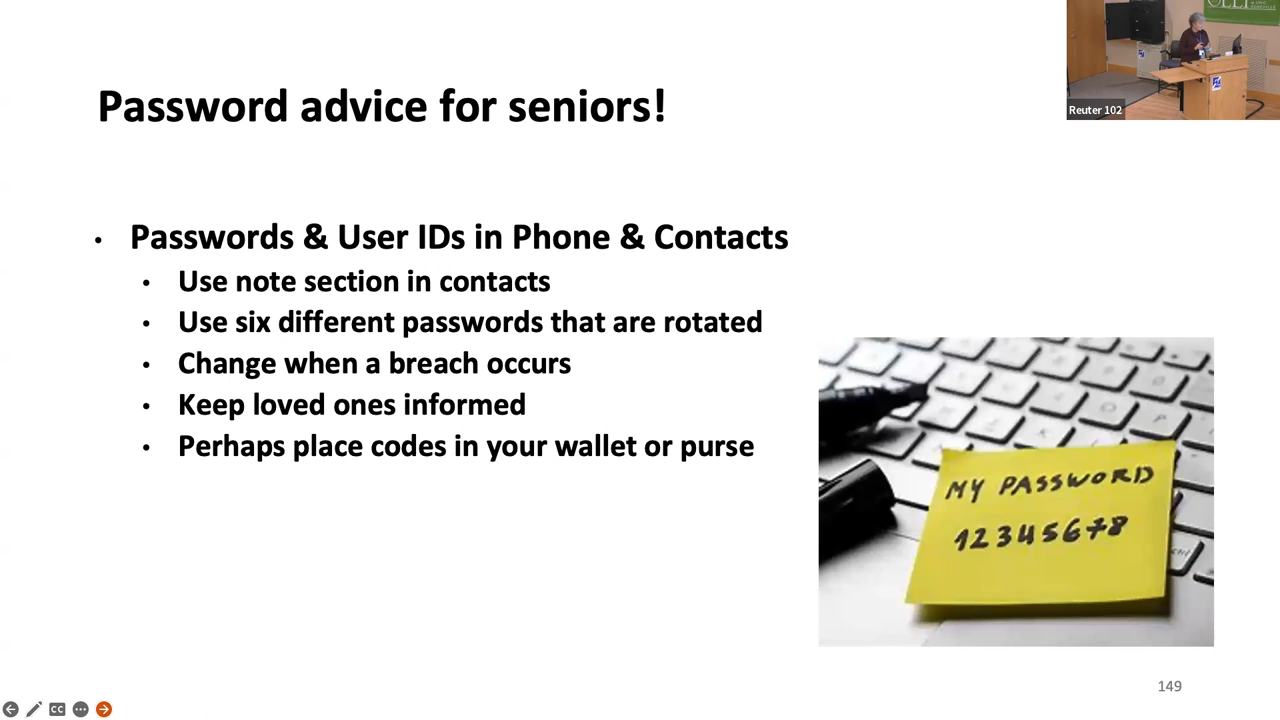 Password advice for seniors!
Reuter 102
• Passwords & User IDs in Phone & Contacts
• Use note section in contacts
• Use six different passwords that are rotated
• Change when a breach occurs
• Keep loved ones informed
• Perhaps place codes in your wallet or purse
MY PASSWORD
12345678
149
CC